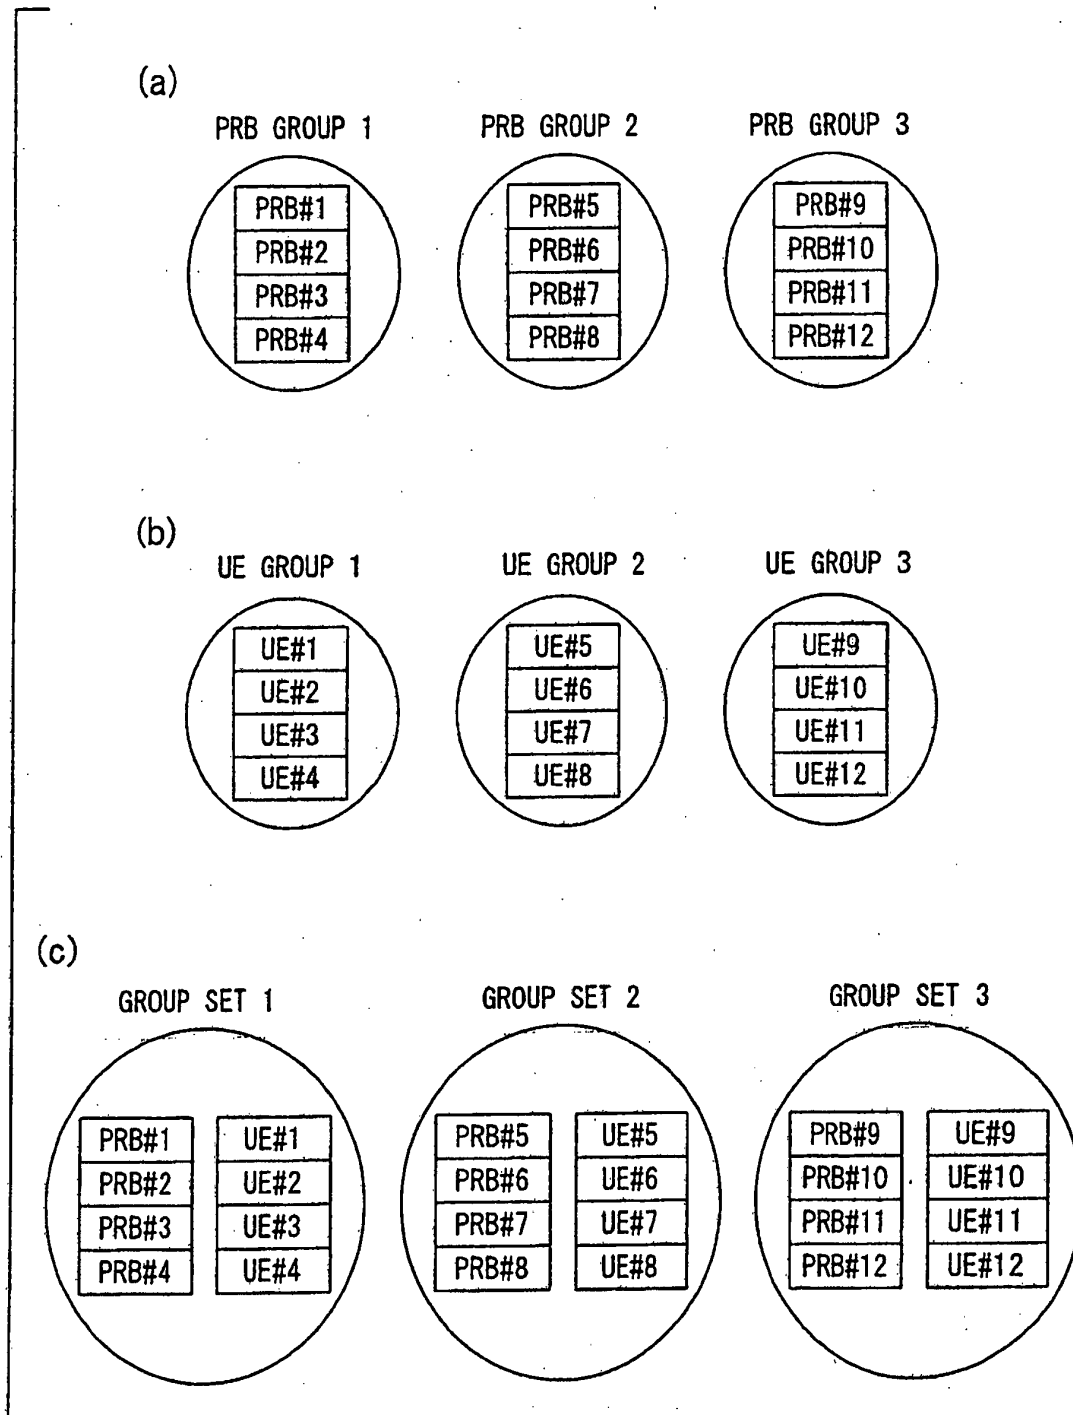 (a)
PRB GROUP 1 PRB GROUP 2 PRB GROUP 3
PRB#1 PRB#5 PRB#9
PRB#2 PRB#6 PRB#10
PRB#3 PRB#7 PRB#11
PRB#4 PRB#8 PRB#12
(b)
UE GROUP 1 UE GROUP 2 UE GROUP 3
UE#1 UE#5 UE#9
UE#2 UE#6 UE#10
UE#3 UE#7 UE#11
UE#4 UE#8 UE#12
(c)
GROUP SET 1 GROUP SET 2 GROUP SET 3
PRB#1 UE#1 PRB#5 UE#5 PRB#9 UE#9
PRB#2 UE#2 PRB#6 UE#6 PRB#10 UE#10
PRB#3 UE#3 PRB#7 UE#7 PRB#11 UE#11
PRB#4 UE#4 PRB#8 UE#8 PRB#12 UE#12